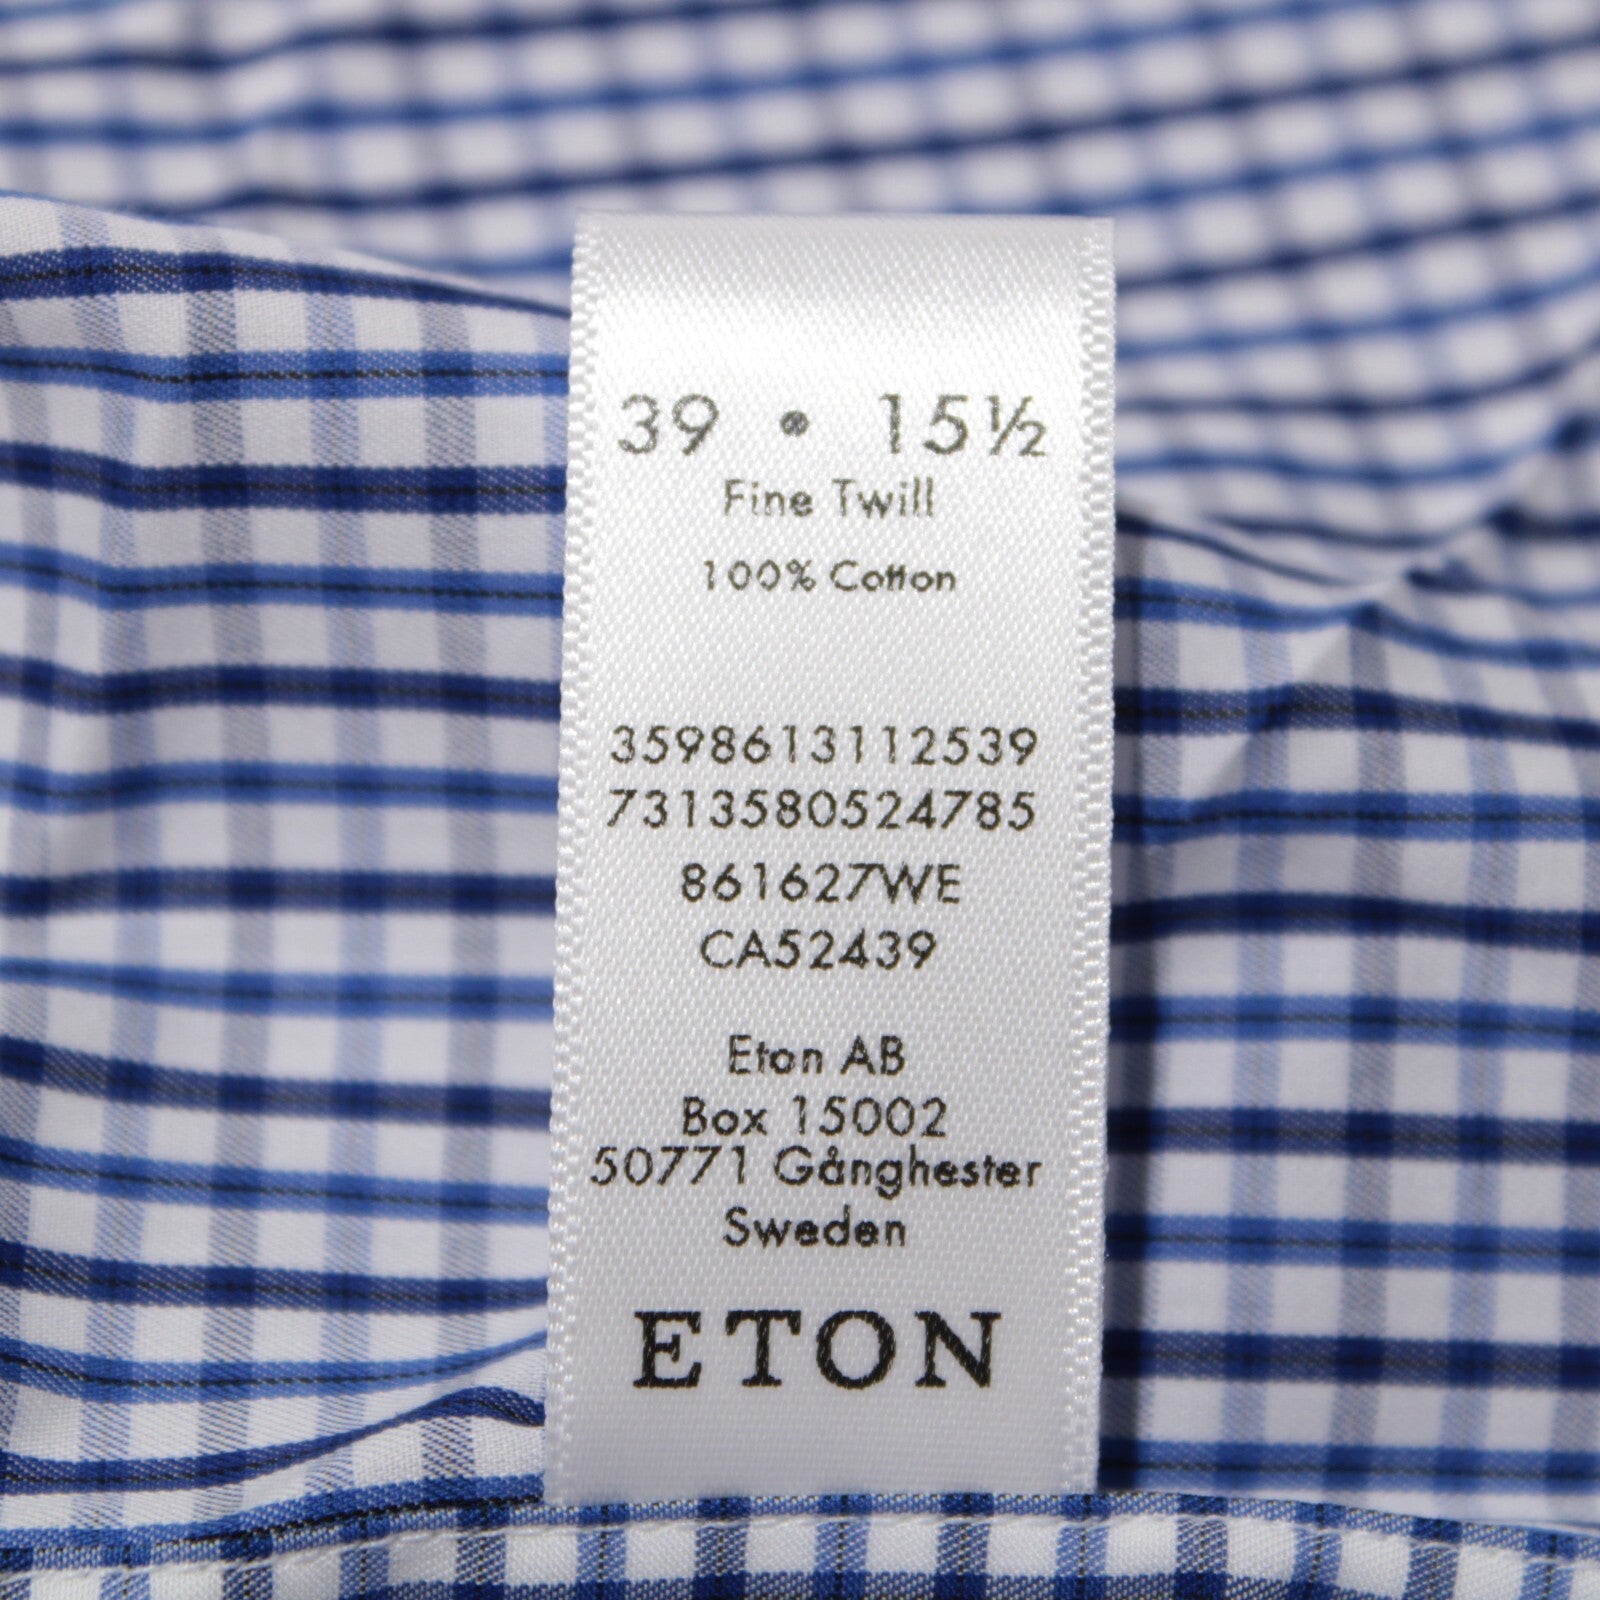 39 • 15½
Fine Twill
100% Cotton
3598613112539
7313580524785
861627WE
CA52439
Eton AB
Box 15002
50771 Gånghester
Sweden
ETON